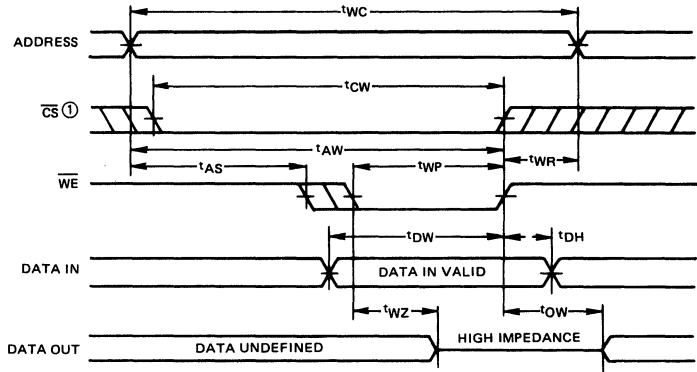 tWC
ADDRESS
tCW
CS ①
tAW
tAS
tWP
tWR
WE
tDW
tDH
DATA IN
DATA IN VALID
tWZ
tOW
DATA OUT
DATA UNDEFINED
HIGH IMPEDANCE